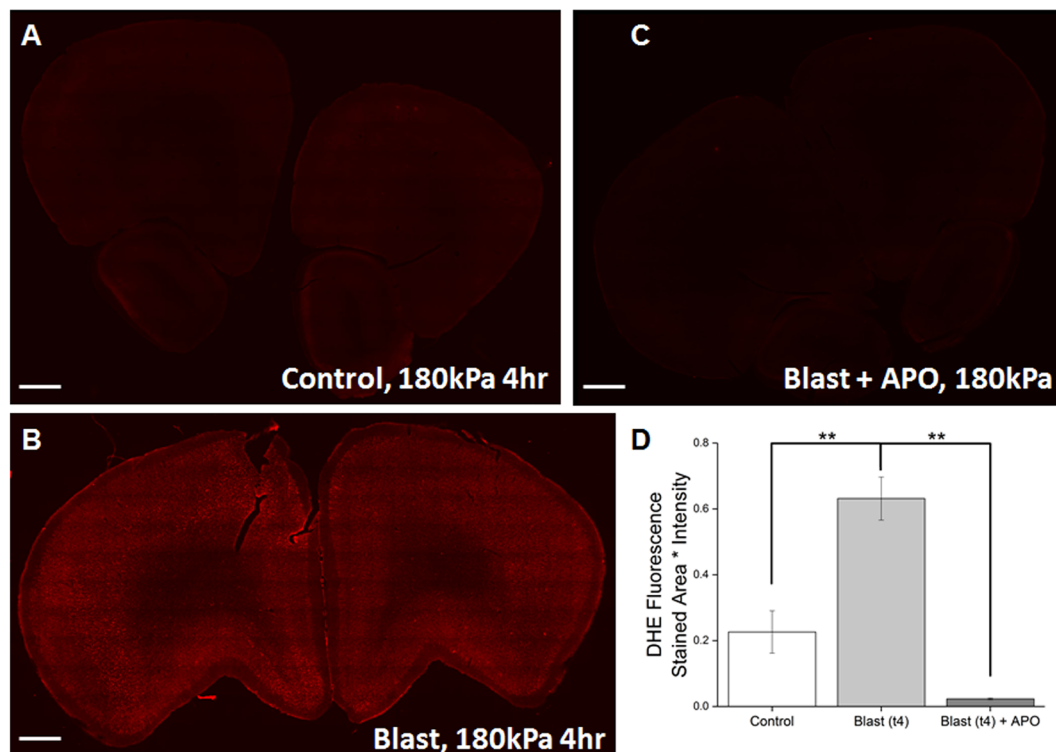 A
Control, 180kPa 4hr
C
Blast + APO, 180kPa
B
Blast, 180kPa 4hr
D
DHE Fluorescence
Stained Area * Intensity
0.8
0.6
0.4
0.2
0.0
**
**
Control
Blast (t4)
Blast (t4) + APO